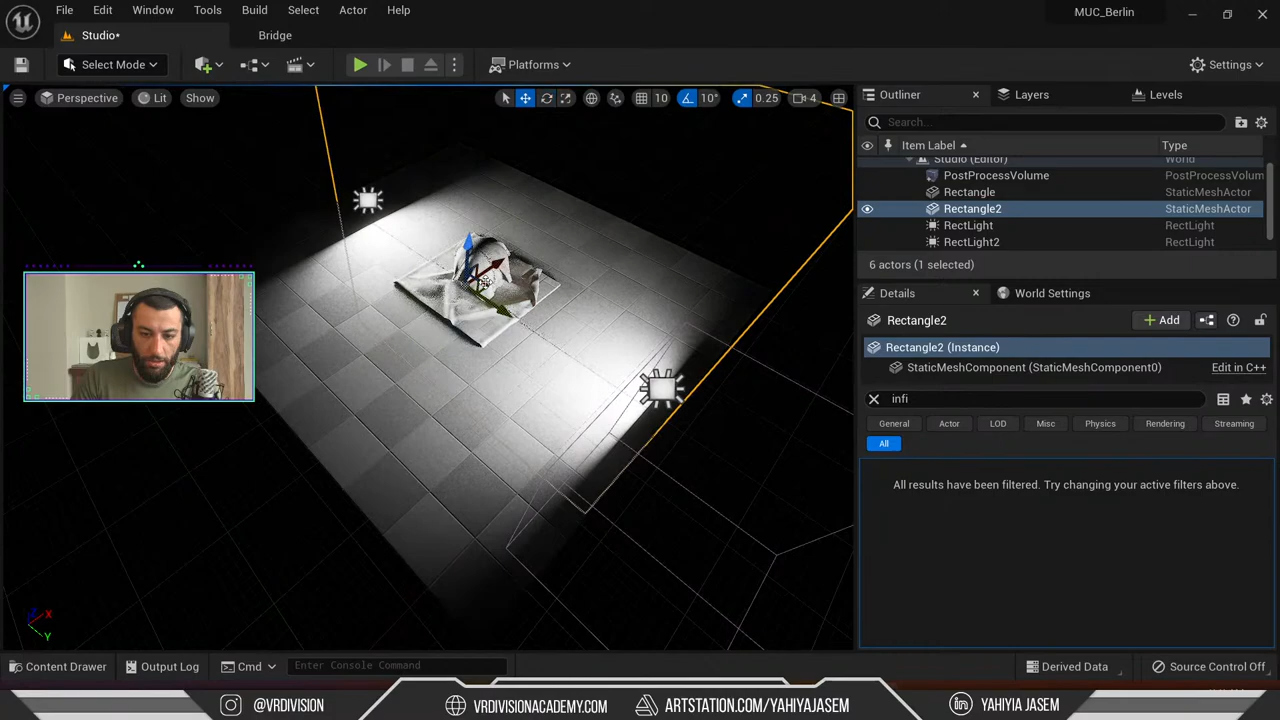 File Edit Window Tools Build Select Actor Help
MUC_Berlin
Studio*
Bridge
Select Mode
Platforms
Settings
Perspective
Lit
Show
10
10°
0.25
4
Outliner
Layers
Levels
Search...
Item Label
Type
Studio (Editor)
World
PostProcessVolume
PostProcessVolum
Rectangle
StaticMeshActor
Rectangle2
StaticMeshActor
RectLight
RectLight
RectLight2
RectLight
6 actors (1 selected)
Details
World Settings
Rectangle2
Add
Rectangle2 (Instance)
StaticMeshComponent (StaticMeshComponent0)
Edit in C++
infi
General
Actor
LOD
Misc
Physics
Rendering
Streaming
All
All results have been filtered. Try changing your active filters above.
Z
X
Y
Content Drawer
Output Log
Cmd
Enter Console Command
Derived Data
Source Control Off
@VRDIVISION
VRDIVISIONACADEMY.COM
ARTSTATION.COM/YAHIYAJASEM
YAHIYIA JASEM